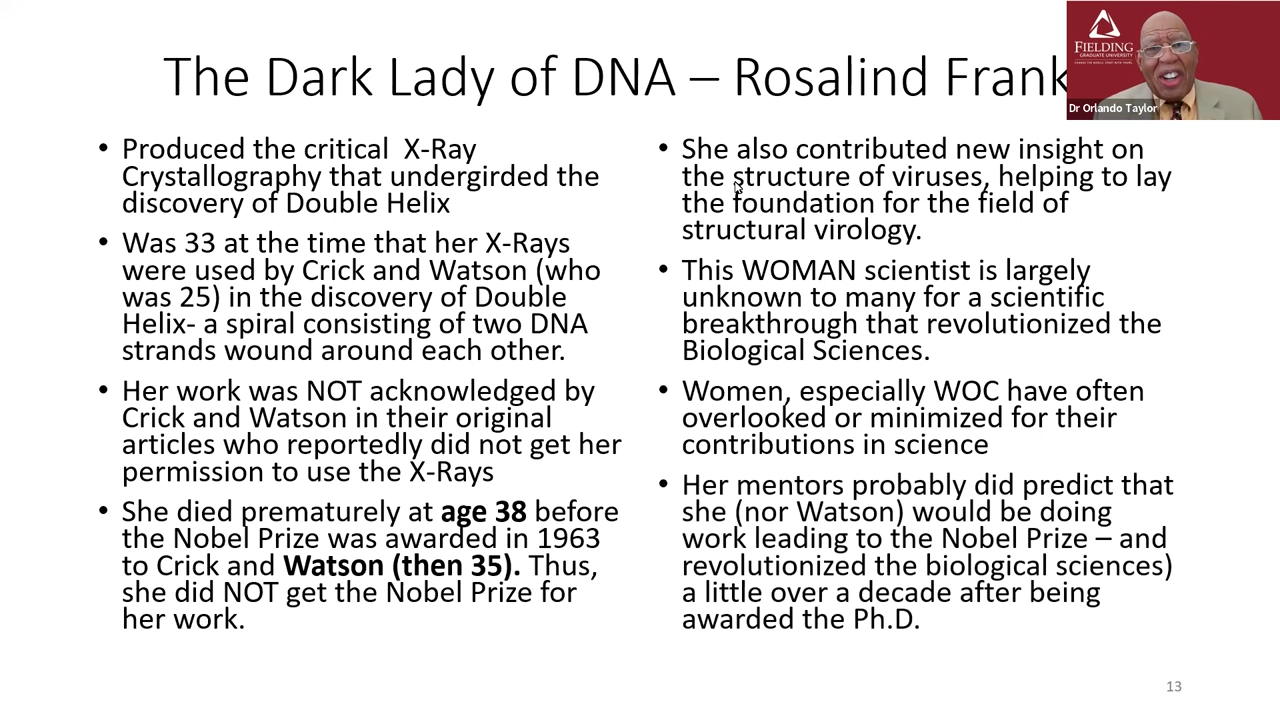 The Dark Lady of DNA – Rosalind Frank
FIELDING
GRADUATE UNIVERSITY
CHANGE THE WORLD. START WITH YOURS.
Dr Orlando Taylor
• Produced the critical X-Ray
Crystallography that undergirded the
discovery of Double Helix
• Was 33 at the time that her X-Rays
were used by Crick and Watson (who
was 25) in the discovery of Double
Helix- a spiral consisting of two DNA
strands wound around each other.
• Her work was NOT acknowledged by
Crick and Watson in their original
articles who reportedly did not get her
permission to use the X-Rays
• She died prematurely at age 38 before
the Nobel Prize was awarded in 1963
to Crick and Watson (then 35). Thus,
she did NOT get the Nobel Prize for
her work.
• She also contributed new insight on
the structure of viruses, helping to lay
the foundation for the field of
structural virology.
• This WOMAN scientist is largely
unknown to many for a scientific
breakthrough that revolutionized the
Biological Sciences.
• Women, especially WOC have often
overlooked or minimized for their
contributions in science
• Her mentors probably did predict that
she (nor Watson) would be doing
work leading to the Nobel Prize – and
revolutionized the biological sciences)
a little over a decade after being
awarded the Ph.D.
13